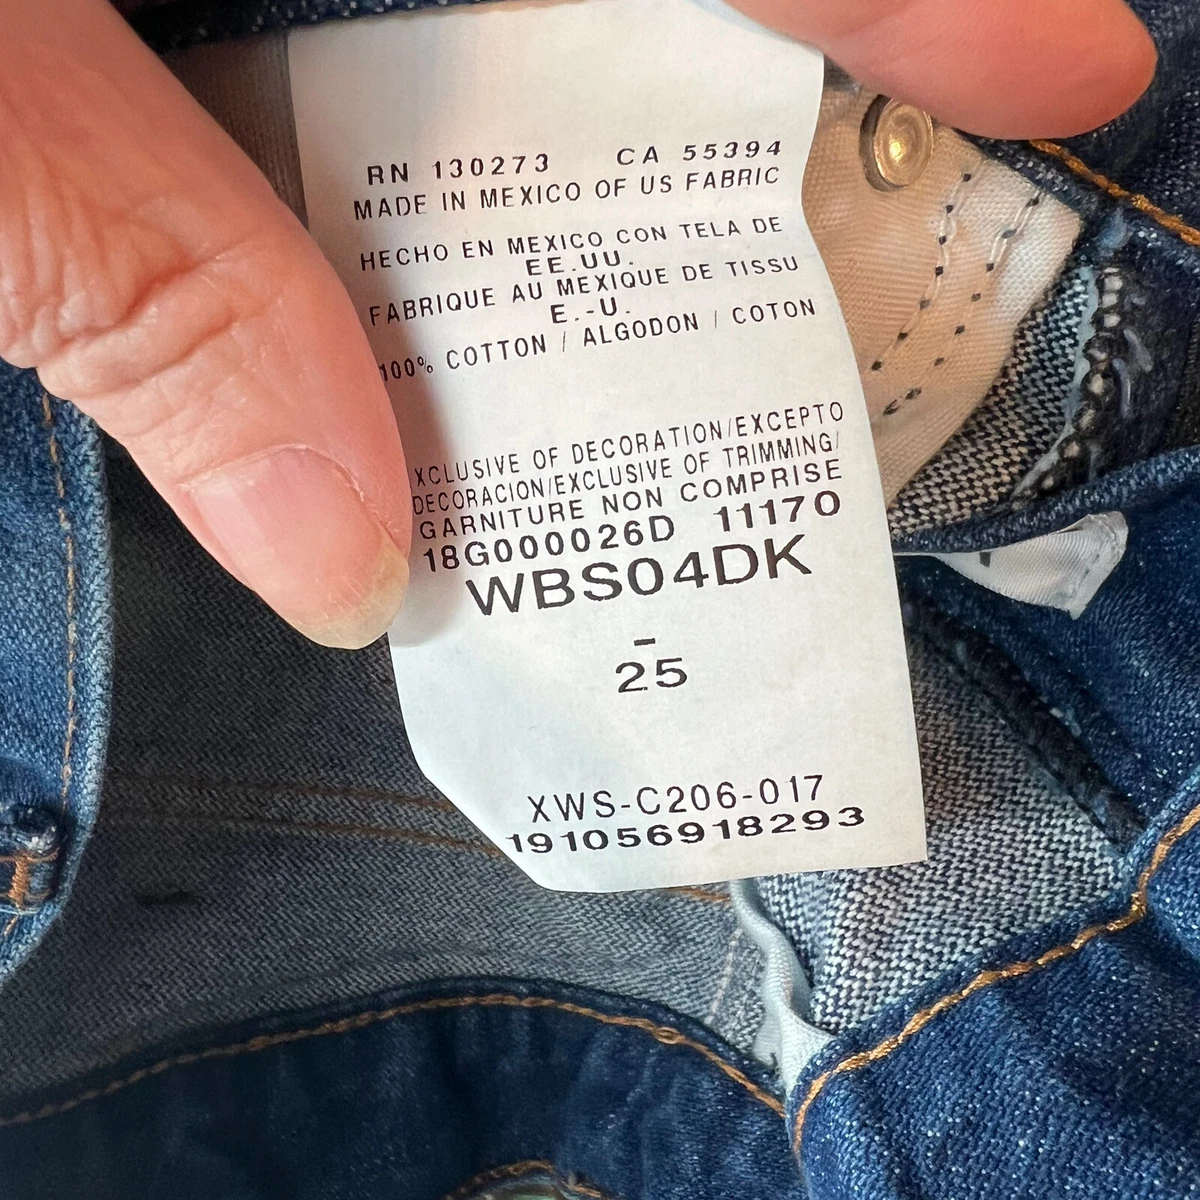 RN 130273 CA 55394
MADE IN MEXICO OF US FABRIC
HECHO EN MEXICO CON TELA DE
EE.UU.
FABRIQUE AU MEXIQUE DE TISSU
E.-U.
100% COTTON / ALGODON / COTON
XCLUSIVE OF DECORATION/EXCEPTO
DECORACION/EXCLUSIVE OF TRIMMING/
GARNITURE NON COMPRISE
18G000026D 11170
WBS04DK
-
25
XWS-C206-017
191056918293